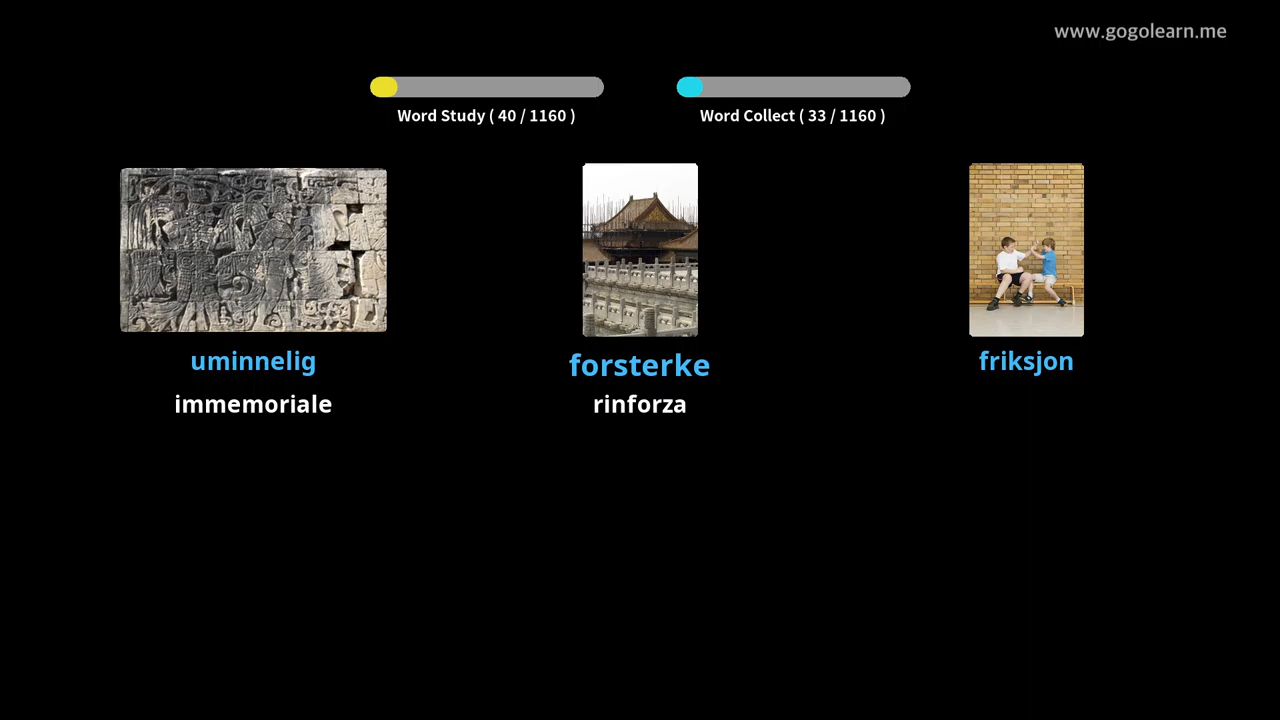 www.gogolearn.me
Word Study ( 40 / 1160 )
Word Collect ( 33 / 1160 )
uminnelig
immemoriale
forsterke
rinforza
friksjon